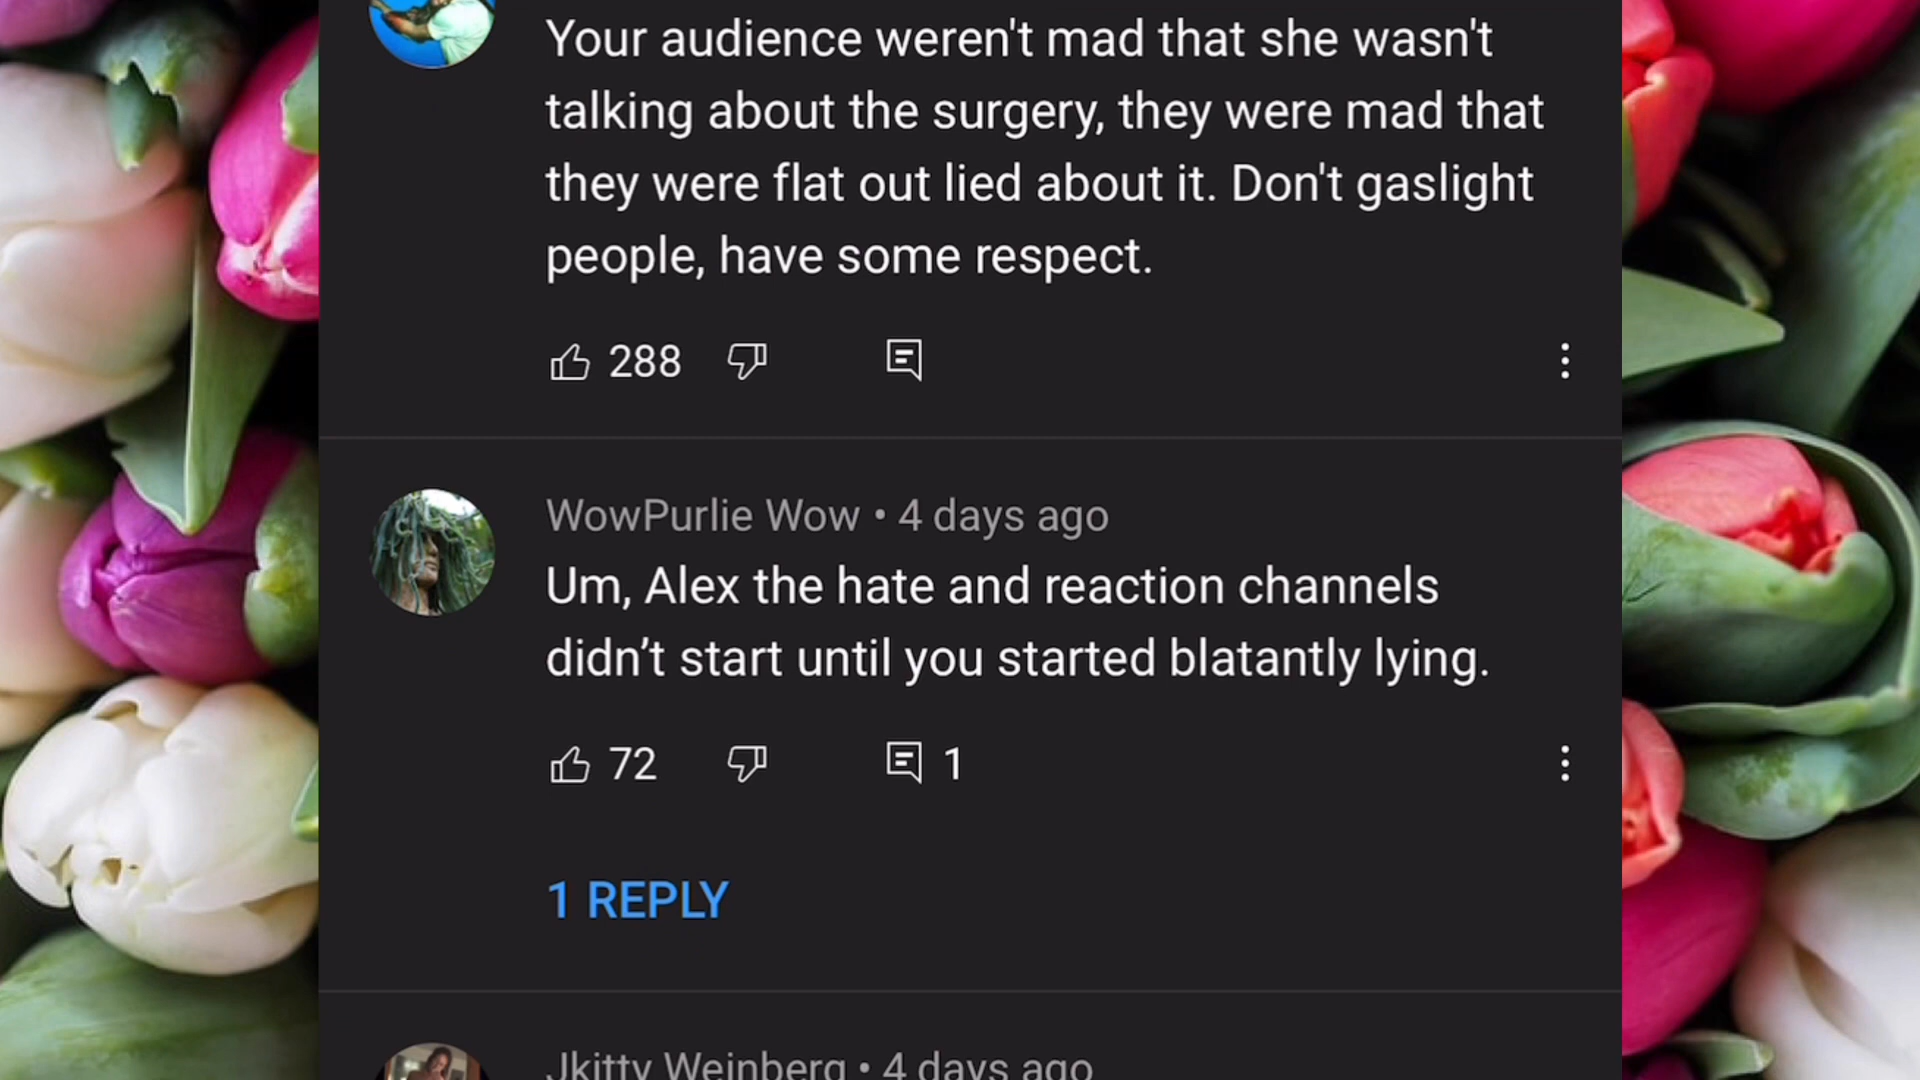 Your audience weren't mad that she wasn't
talking about the surgery, they were mad that
they were flat out lied about it. Don't gaslight
people, have some respect.
288
WowPurlie Wow • 4 days ago
Um, Alex the hate and reaction channels
didn’t start until you started blatantly lying.
72 1
1 REPLY
Jkitty Weinberg • 4 days ago